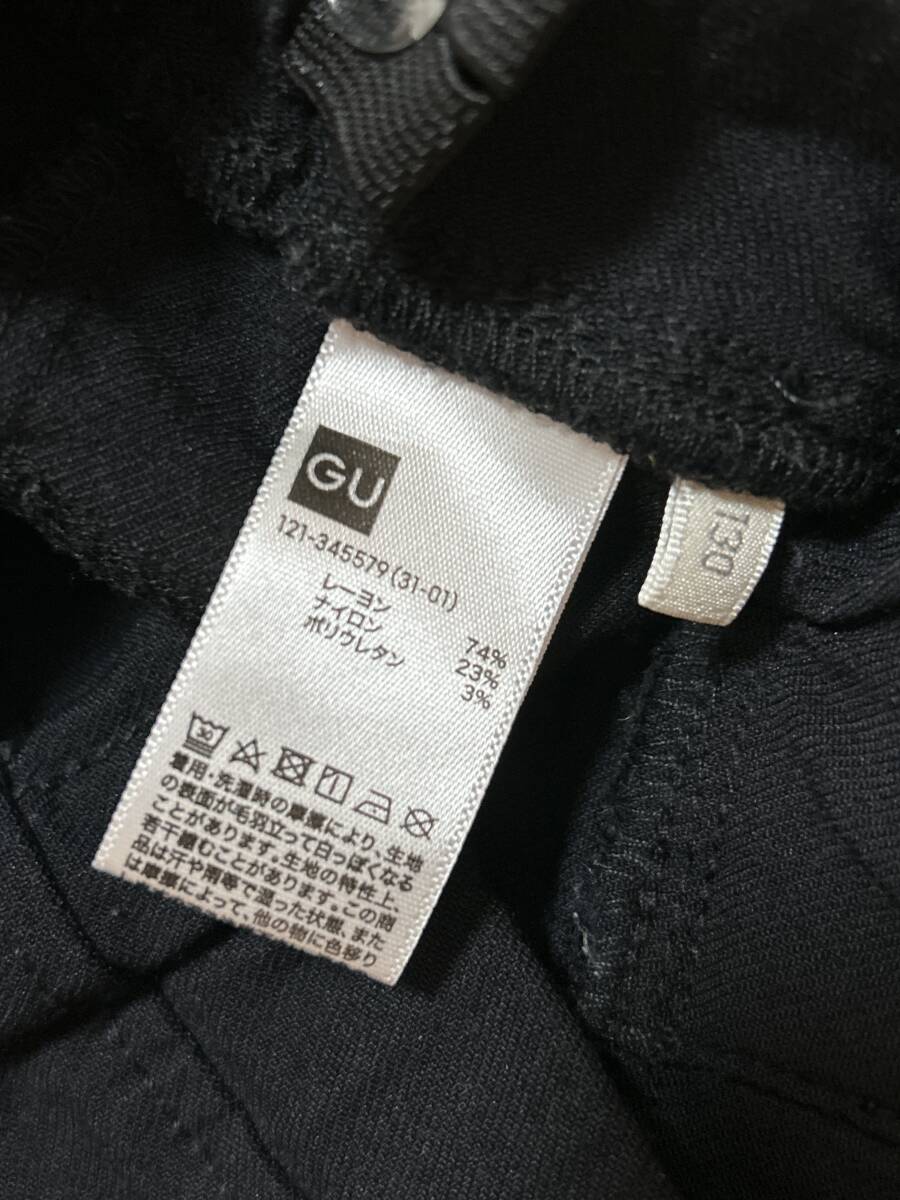 GU
121-345579(31-01)
レーヨン 74%
ナイロン 23%
ポリウレタン 3%
30
着用・洗濯時の摩擦により、生地
の表面が毛羽立って白っぽくなる
ことがあります。生地の特性上、
若干縮むことがあります。この商
品は汗や雨等で湿った状態、また
は摩擦によって、他の物に色移り
130